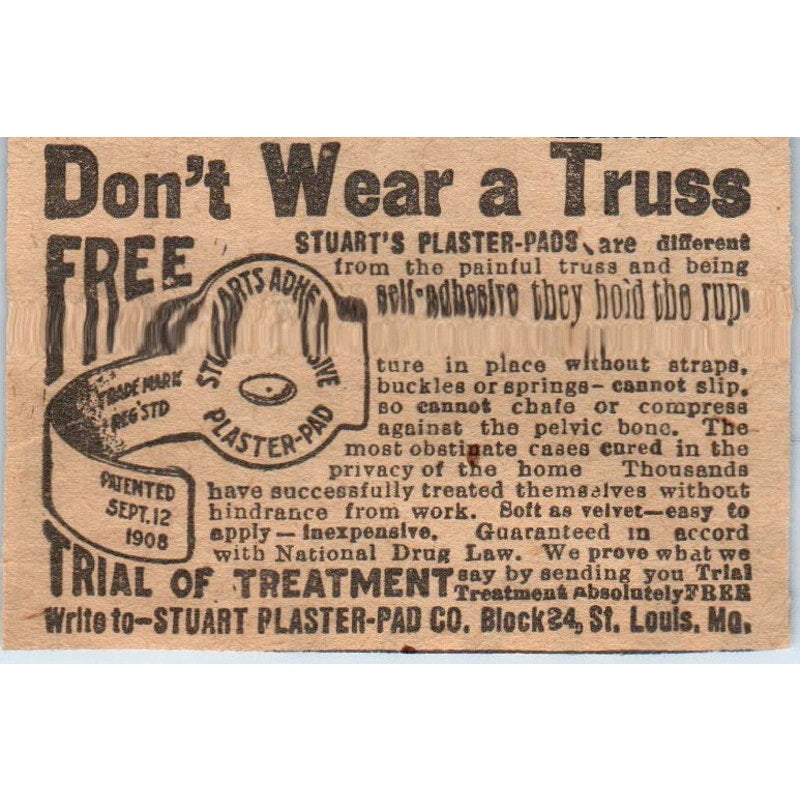 Don't Wear a Truss
FREE
STUART'S PLASTER-PADS are different
from the painful truss and being
self-adhesive they hold the rup-
ture in place without straps,
buckles or springs—cannot slip,
so cannot chafe or compress
against the pelvic bone. The
most obstinate cases cured in the
privacy of the home Thousands
have successfully treated themselves without
hindrance from work. Soft as velvet—easy to
apply—inexpensive. Guaranteed in accord
with National Drug Law. We prove what we
say by sending you Trial
Treatment absolutely FREE
STUARTS ADHESIVE
PLASTER-PAD
TRADE MARK
REG'STD
PATENTED
SEPT. 12
1908
TRIAL OF TREATMENT
Write to—STUART PLASTER-PAD CO. Block 24, St. Louis, Mo.